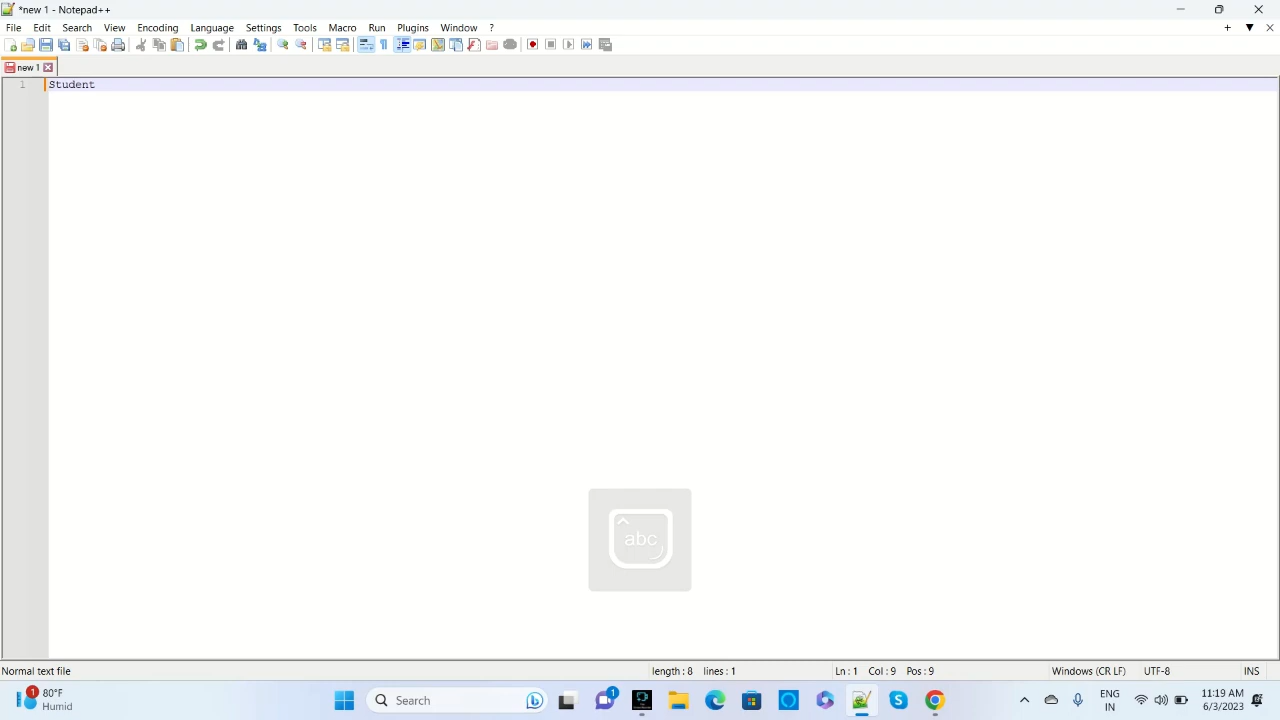 *new 1 - Notepad++
File Edit Search View Encoding Language Settings Tools Macro Run Plugins Window ?
new 1
1 Student
abc
Normal text file length : 8 lines : 1 Ln : 1 Col : 9 Pos : 9 Windows (CR LF) UTF-8 INS
1 80°F Humid Search 1 ENG IN 11:19 AM 6/3/2023